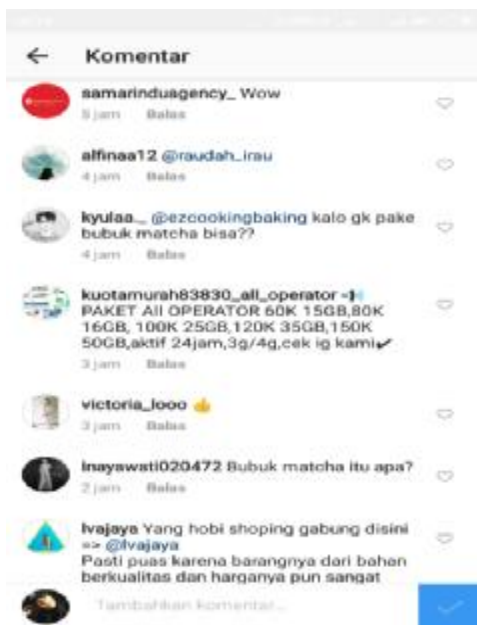 ← Komentar
samarinduagency_ Wow
5 jam Balas
alfinaa12 @raudah_irau
4 jam Balas
kyulaa._ @ezcookingbaking kalo gk pake
bubuk matcha bisa??
4 jam Balas
kuotamurah83830_all_operator
PAKET All OPERATOR 60K 15GB,80K
16GB, 100K 25GB,120K 35GB,150K
50GB,aktif 24jam,3g/4g,cek ig kami✔
3 jam Balas
victoria_looo 👍
3 jam Balas
inayawati020472 Bubuk matcha itu apa?
2 jam Balas
lvajaya Yang hobi shoping gabung disini
=> @lvajaya
Pasti puas karena barangnya dari bahan
berkualitas dan harganya pun sangat
Tambahkan komentar...